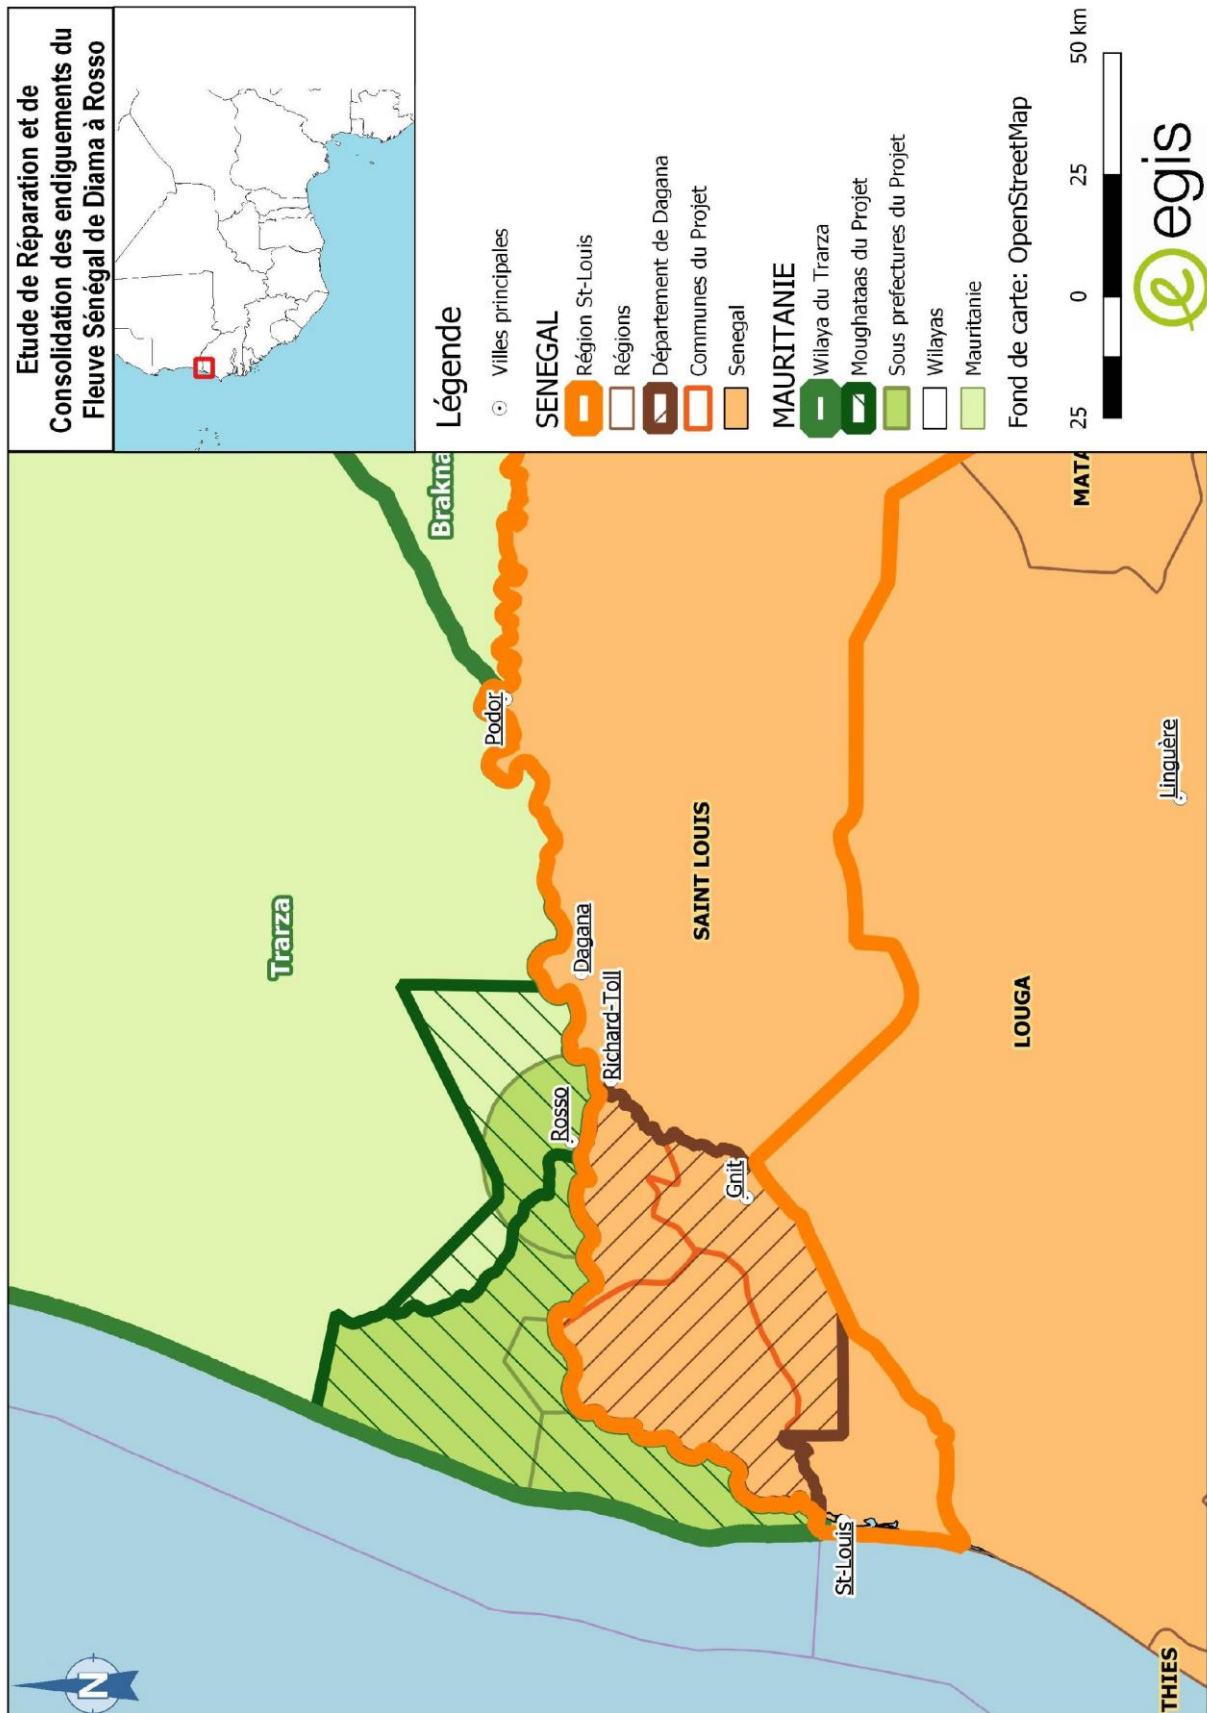 Etude de Réparation et de
Consolidation des endiguements du
Fleuve Sénégal de Diama à Rosso
Légende
Villes principales
SENEGAL
Région St-Louis
Régions
Département de Dagana
Communes du Projet
Senegal
MAURITANIE
Wilaya du Trarza
Moughataas du Projet
Sous prefectures du Projet
Wilayas
Mauritanie
Fond de carte: OpenStreetMap
25 0 25 50 km
egis
N
Trarza
Brakna
Podor
Dagana
Richard-Toll
Rosso
Gnit
St-Louis
SAINT LOUIS
LOUGA
Linguère
MATA
THIES